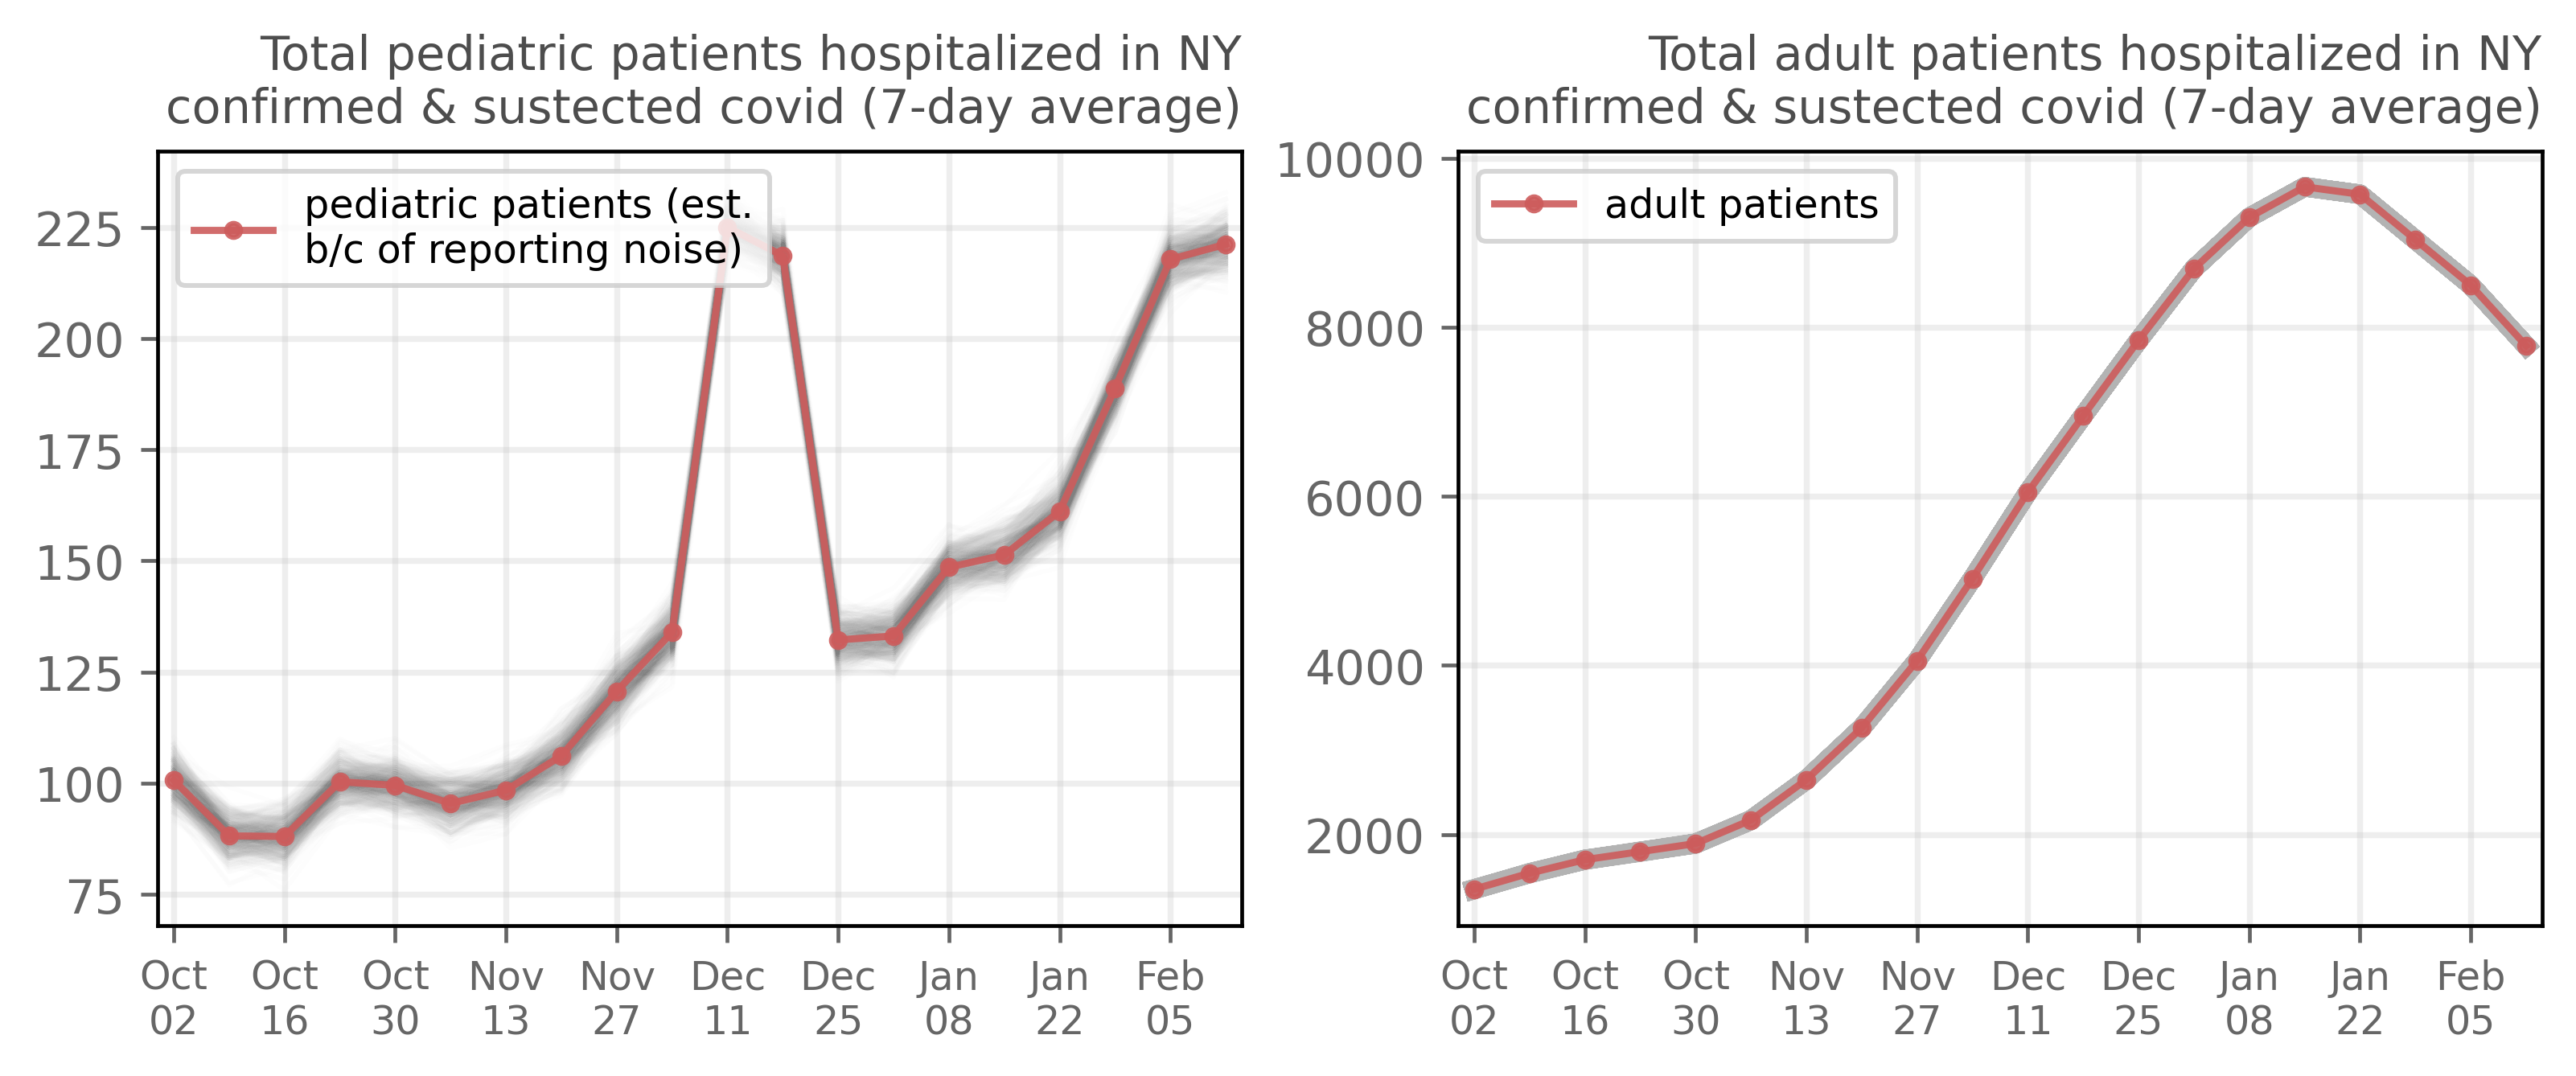 Total pediatric patients hospitalized in NY
confirmed & sustected covid (7-day average)
pediatric patients (est.
b/c of reporting noise)
225
200
175
150
125
100
75
Oct Oct Oct Nov Nov Dec Dec Jan Jan Feb
02 16 30 13 27 11 25 08 22 05
Total adult patients hospitalized in NY
confirmed & sustected covid (7-day average)
adult patients
10000
8000
6000
4000
2000
Oct Oct Oct Nov Nov Dec Dec Jan Jan Feb
02 16 30 13 27 11 25 08 22 05